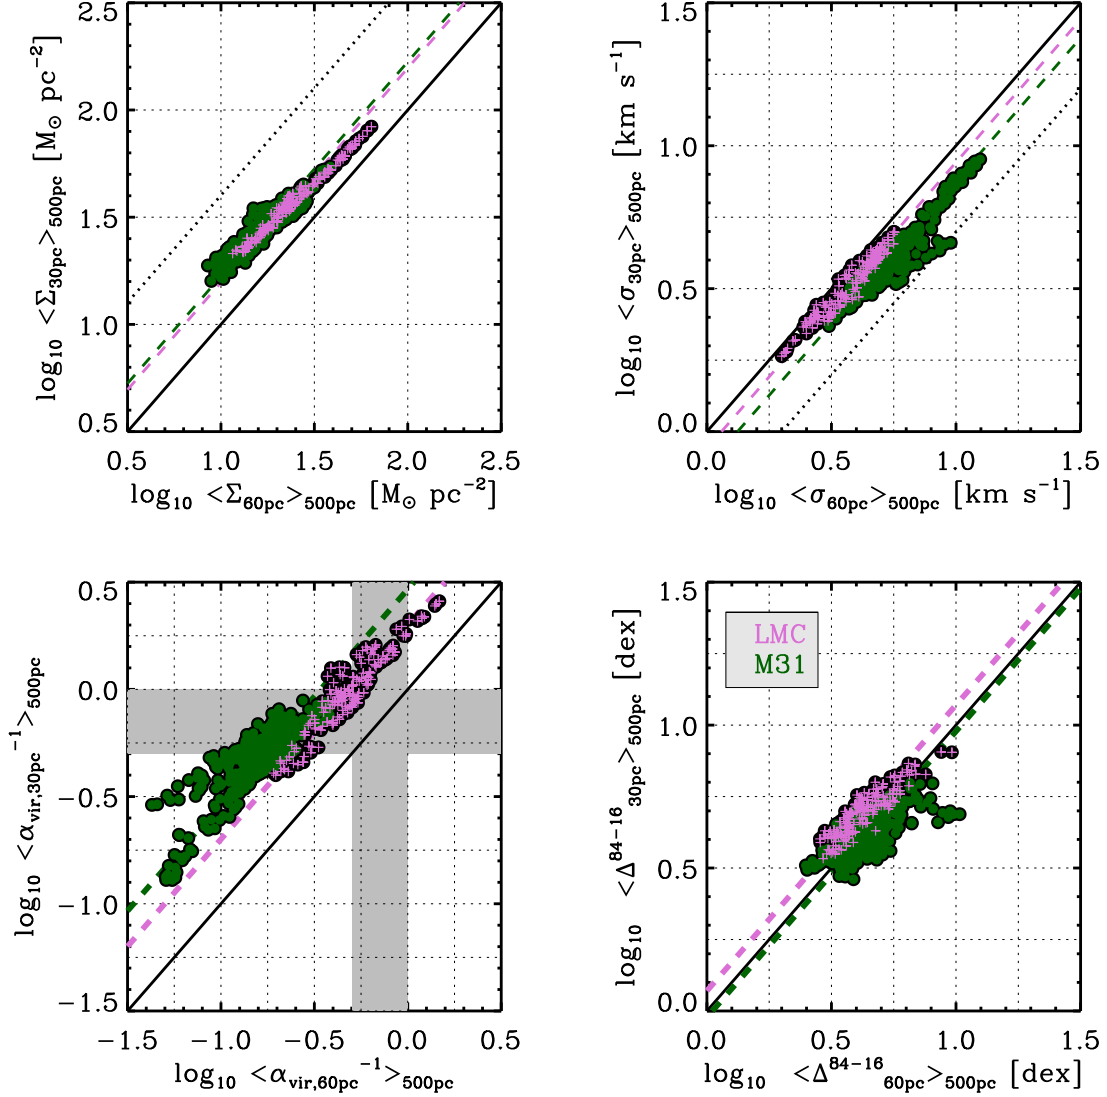 2.5
2.0
1.5
1.0
0.5
log₁₀ <Σ₃₀pc>₅₀₀pc [M⊙ pc⁻²]
0.5 1.0 1.5 2.0 2.5
log₁₀ <Σ₆₀pc>₅₀₀pc [M⊙ pc⁻²]
1.5
1.0
0.5
0.0
log₁₀ <σ₃₀pc>₅₀₀pc [km s⁻¹]
0.0 0.5 1.0 1.5
log₁₀ <σ₆₀pc>₅₀₀pc [km s⁻¹]
0.5
0.0
−0.5
−1.0
−1.5
log₁₀ <α_vir,30pc⁻¹>₅₀₀pc
−1.5 −1.0 −0.5 0.0 0.5
log₁₀ <α_vir,60pc⁻¹>₅₀₀pc
1.5
1.0
0.5
0.0
log₁₀ <Δ⁸⁴⁻¹⁶₃₀pc>₅₀₀pc [dex]
LMC
M31
0.0 0.5 1.0 1.5
log₁₀ <Δ⁸⁴⁻¹⁶₆₀pc>₅₀₀pc [dex]